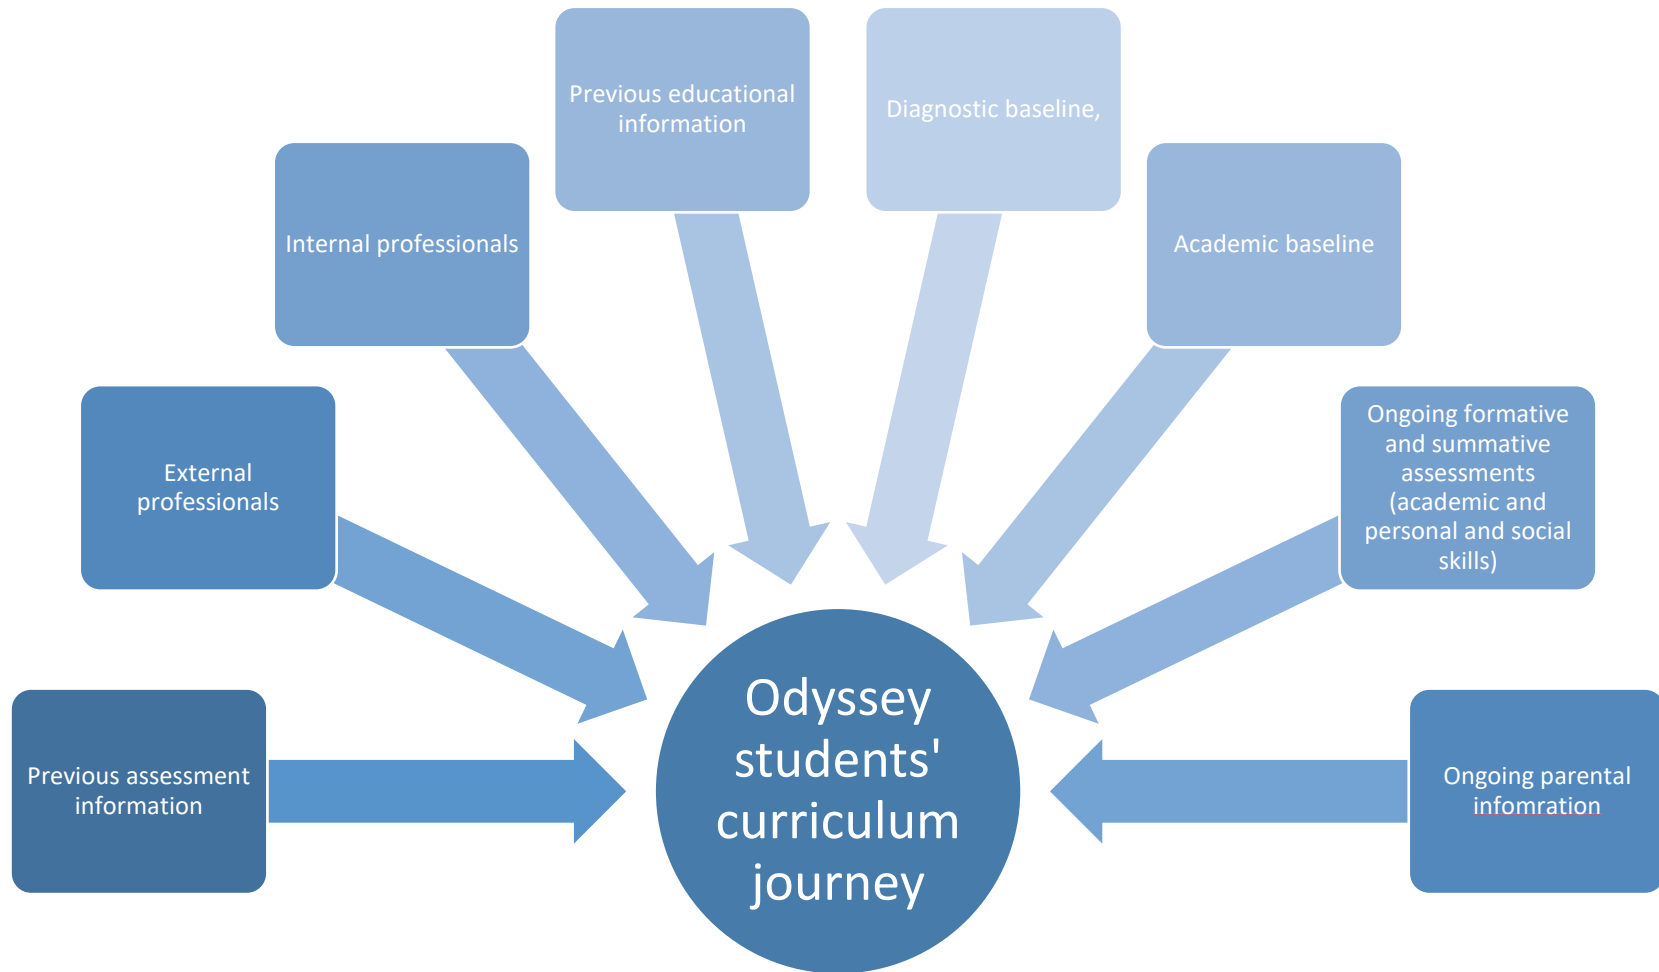 Previous educational
information
Diagnostic baseline,
Internal professionals
Academic baseline
External
professionals
Ongoing formative
and summative
assessments
(academic and
personal and social
skills)
Previous assessment
information
Odyssey
students'
curriculum
journey
Ongoing parental
infomration